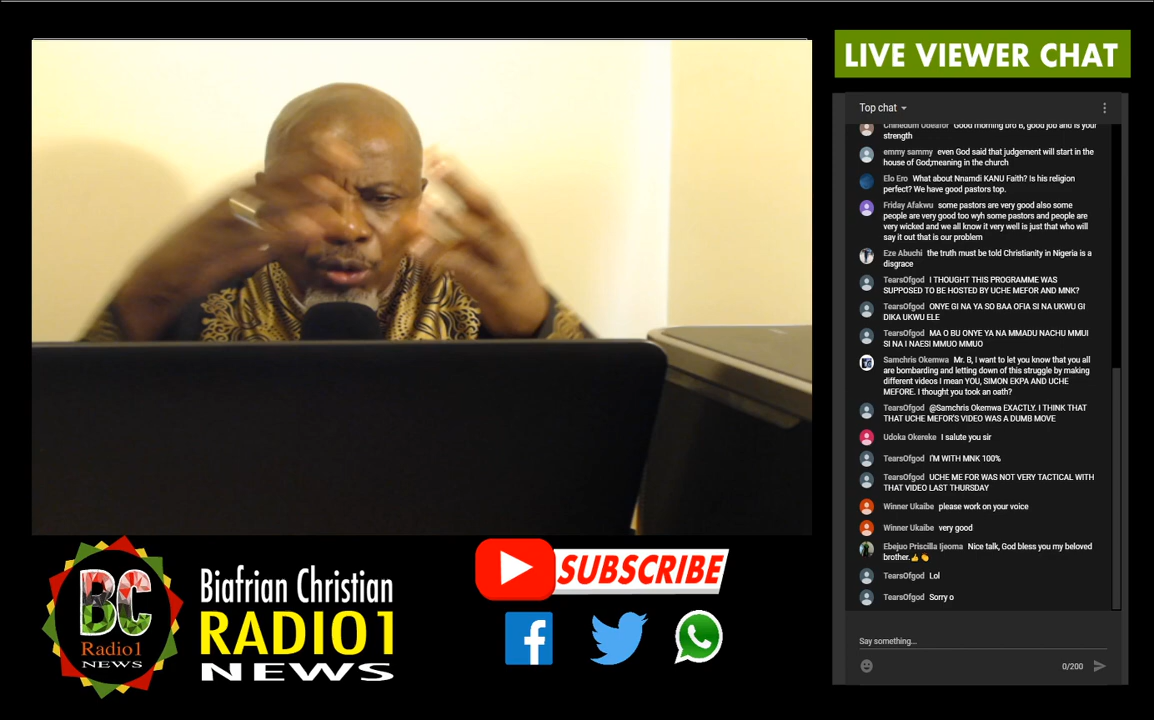 LIVE VIEWER CHAT
Top chat
Chinedum Udeafor Good morning bro B, good job and is your
strength
emmy sammy even God said that judgement will start in the
house of God,meaning in the church
Elo Ero What about Nnamdi KANU Faith? Is his religion
perfect? We have good pastors top.
Friday Afakwu some pastors are very good also some
people are very good too wyh some pastors and people are
very wicked and we all know it very well is just that who will
say it out that is our problem
Eze Abuchi the truth must be told Christianity in Nigeria is a
disgrace
TearsOfgod I THOUGHT THIS PROGRAMME WAS
SUPPOSED TO BE HOSTED BY UCHE MEFOR AND MNK?
TearsOfgod ONYE GI NA YA SO BAA OFIA SI NA UKWU GI
DIKA UKWU ELE
TearsOfgod MA O BU ONYE YA NA MMADU NACHU MMUI
SI NA I NAESI MMUO MMUO
Samchris Okemwa Mr. B, I want to let you know that you all
are bombarding and letting down of this struggle by making
different videos I mean YOU, SIMON EKPA AND UCHE
MEFORE. I thought you took an oath?
TearsOfgod @Samchris Okemwa EXACTLY. I THINK THAT
THAT UCHE MEFOR'S VIDEO WAS A DUMB MOVE
Udoka Okereke I salute you sir
TearsOfgod I'M WITH MNK 100%
TearsOfgod UCHE ME FOR WAS NOT VERY TACTICAL WITH
THAT VIDEO LAST THURSDAY
Winner Ukaibe please work on your voice
Winner Ukaibe very good
Ebejuo Priscilla Ijeoma Nice talk, God bless you my beloved
brother.👍👏
TearsOfgod Lol
TearsOfgod Sorry o
Say something...
0/200
BC
Radio1
NEWS
Biafrian Christian
RADIO1
NEWS
SUBSCRIBE